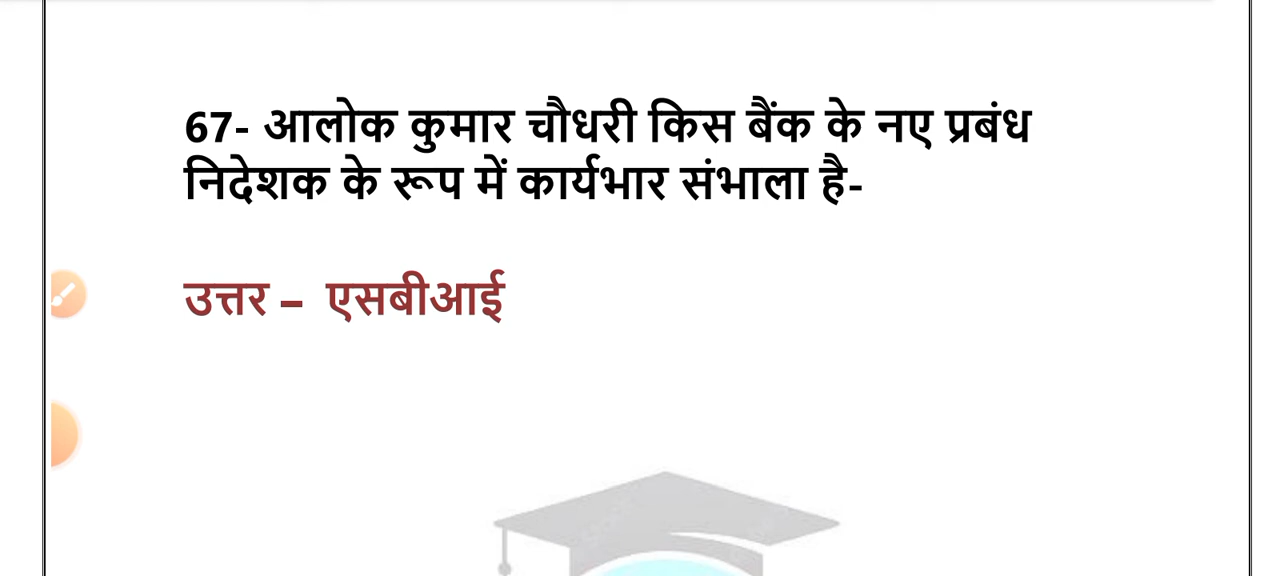 67- आलोक कुमार चौधरी किस बैंक के नए प्रबंध
निदेशक के रूप में कार्यभार संभाला है-
उत्तर – एसबीआई